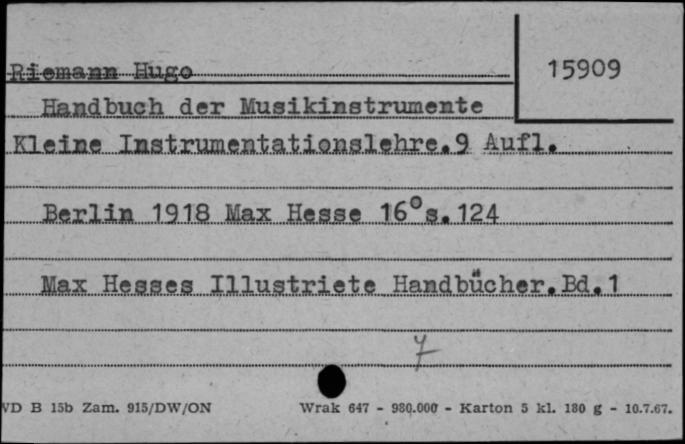 Riemann Hugo
15909
Handbuch der Musikinstrumente
Kleine Instrumentationslehre.9 Aufl.
Berlin 1918 Max Hesse 16° s.124
Max Hesses Illustriete Handbücher.Bd.1
7
VD B 15b Zam. 915/DW/ON Wrak 647 - 980.000 - Karton 5 kl. 180 g - 10.7.67.